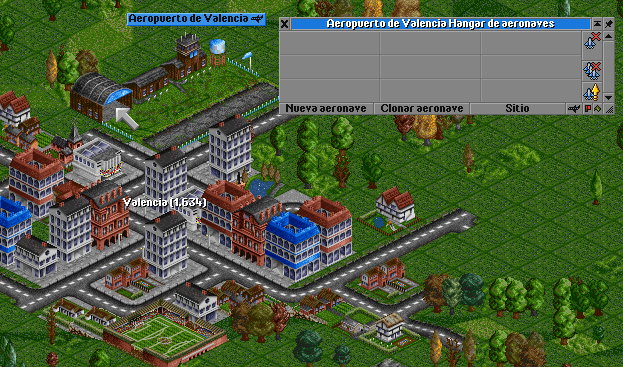 Aeropuerto de Valencia
Aeropuerto de Valencia Hangar de aeronaves
Nueva aeronave
Clonar aeronave
Sitio
Valencia (1,634)